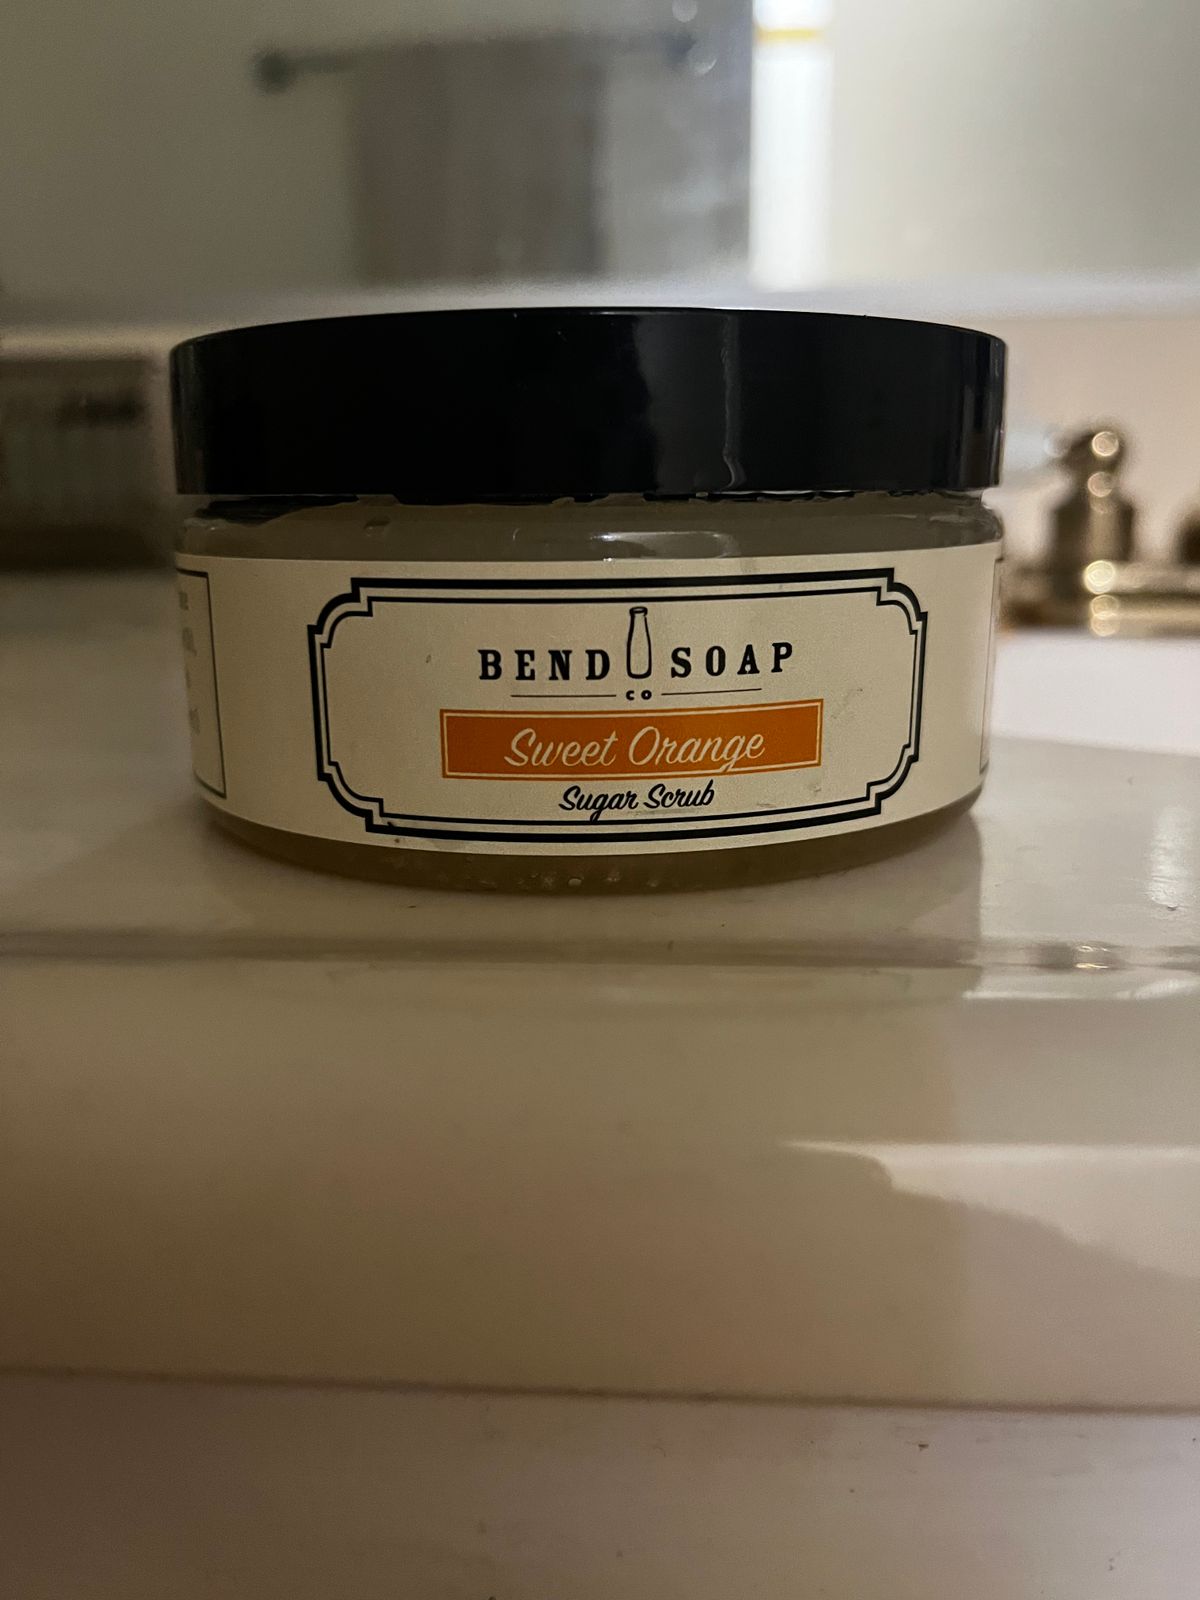 BEND SOAP
CO
Sweet Orange
Sugar Scrub